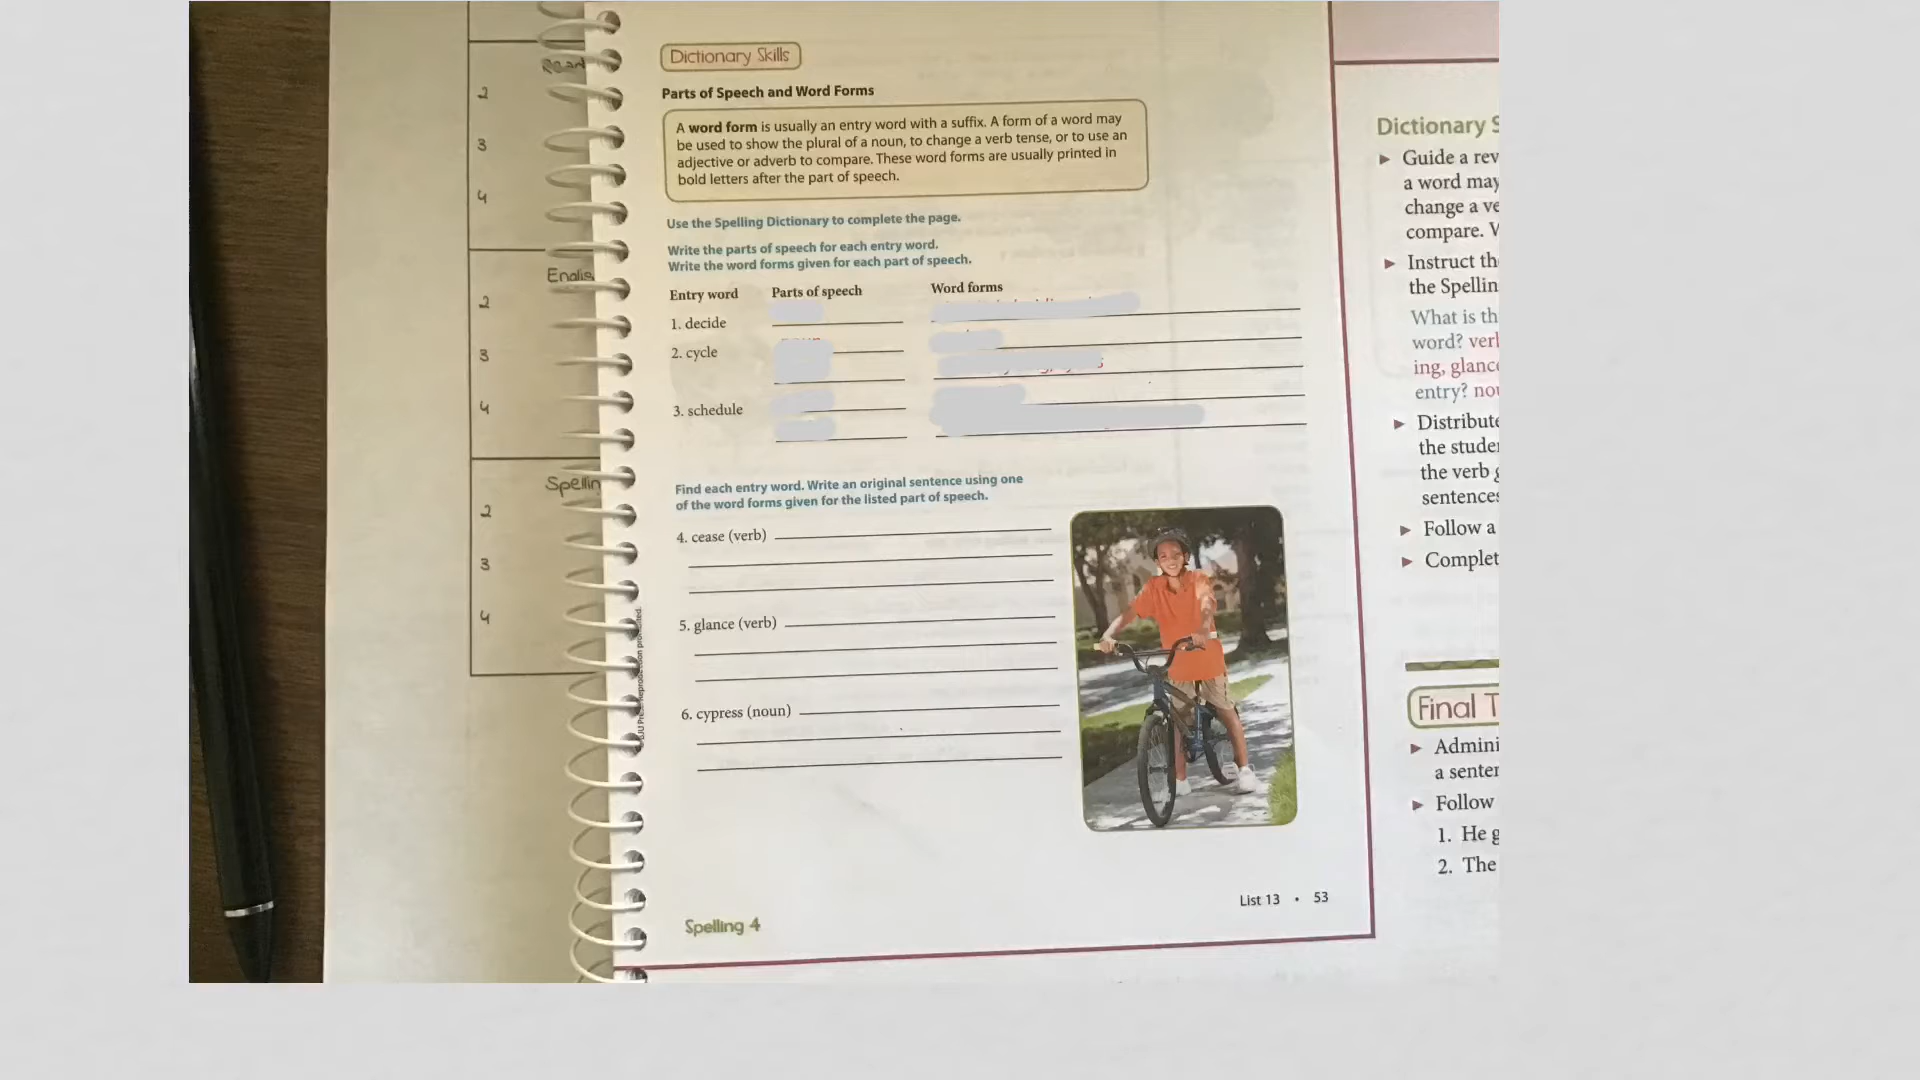 Read
2
3
4
Englis
2
3
4
Spellin
2
3
4
Dictionary Skills
Parts of Speech and Word Forms
A word form is usually an entry word with a suffix. A form of a word may
be used to show the plural of a noun, to change a verb tense, or to use an
adjective or adverb to compare. These word forms are usually printed in
bold letters after the part of speech.
Use the Spelling Dictionary to complete the page.
Write the parts of speech for each entry word.
Write the word forms given for each part of speech.
Entry word Parts of speech Word forms
1. decide
2. cycle
3. schedule
Find each entry word. Write an original sentence using one
of the word forms given for the listed part of speech.
4. cease (verb)
5. glance (verb)
6. cypress (noun)
List 13 • 53
Spelling 4
Dictionary S
Guide a rev
a word may
change a ve
compare. W
Instruct th
the Spellin
What is th
word? verb
ing, glance
entry? nou
Distribute
the studen
the verb g
sentences
Follow a
Complet
Final T
Admini
a senten
Follow
1. He g
2. The